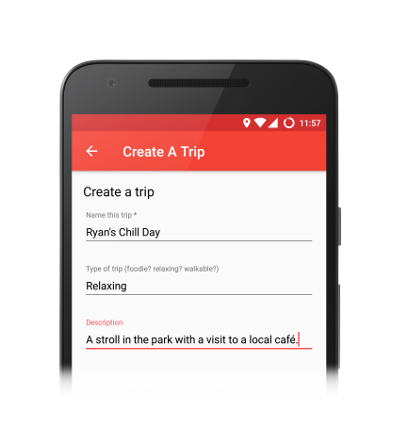 11:57
Create A Trip
Create a trip
Name this trip *
Ryan's Chill Day
Type of trip (foodie? relaxing? walkable?)
Relaxing
Description
A stroll in the park with a visit to a local café.